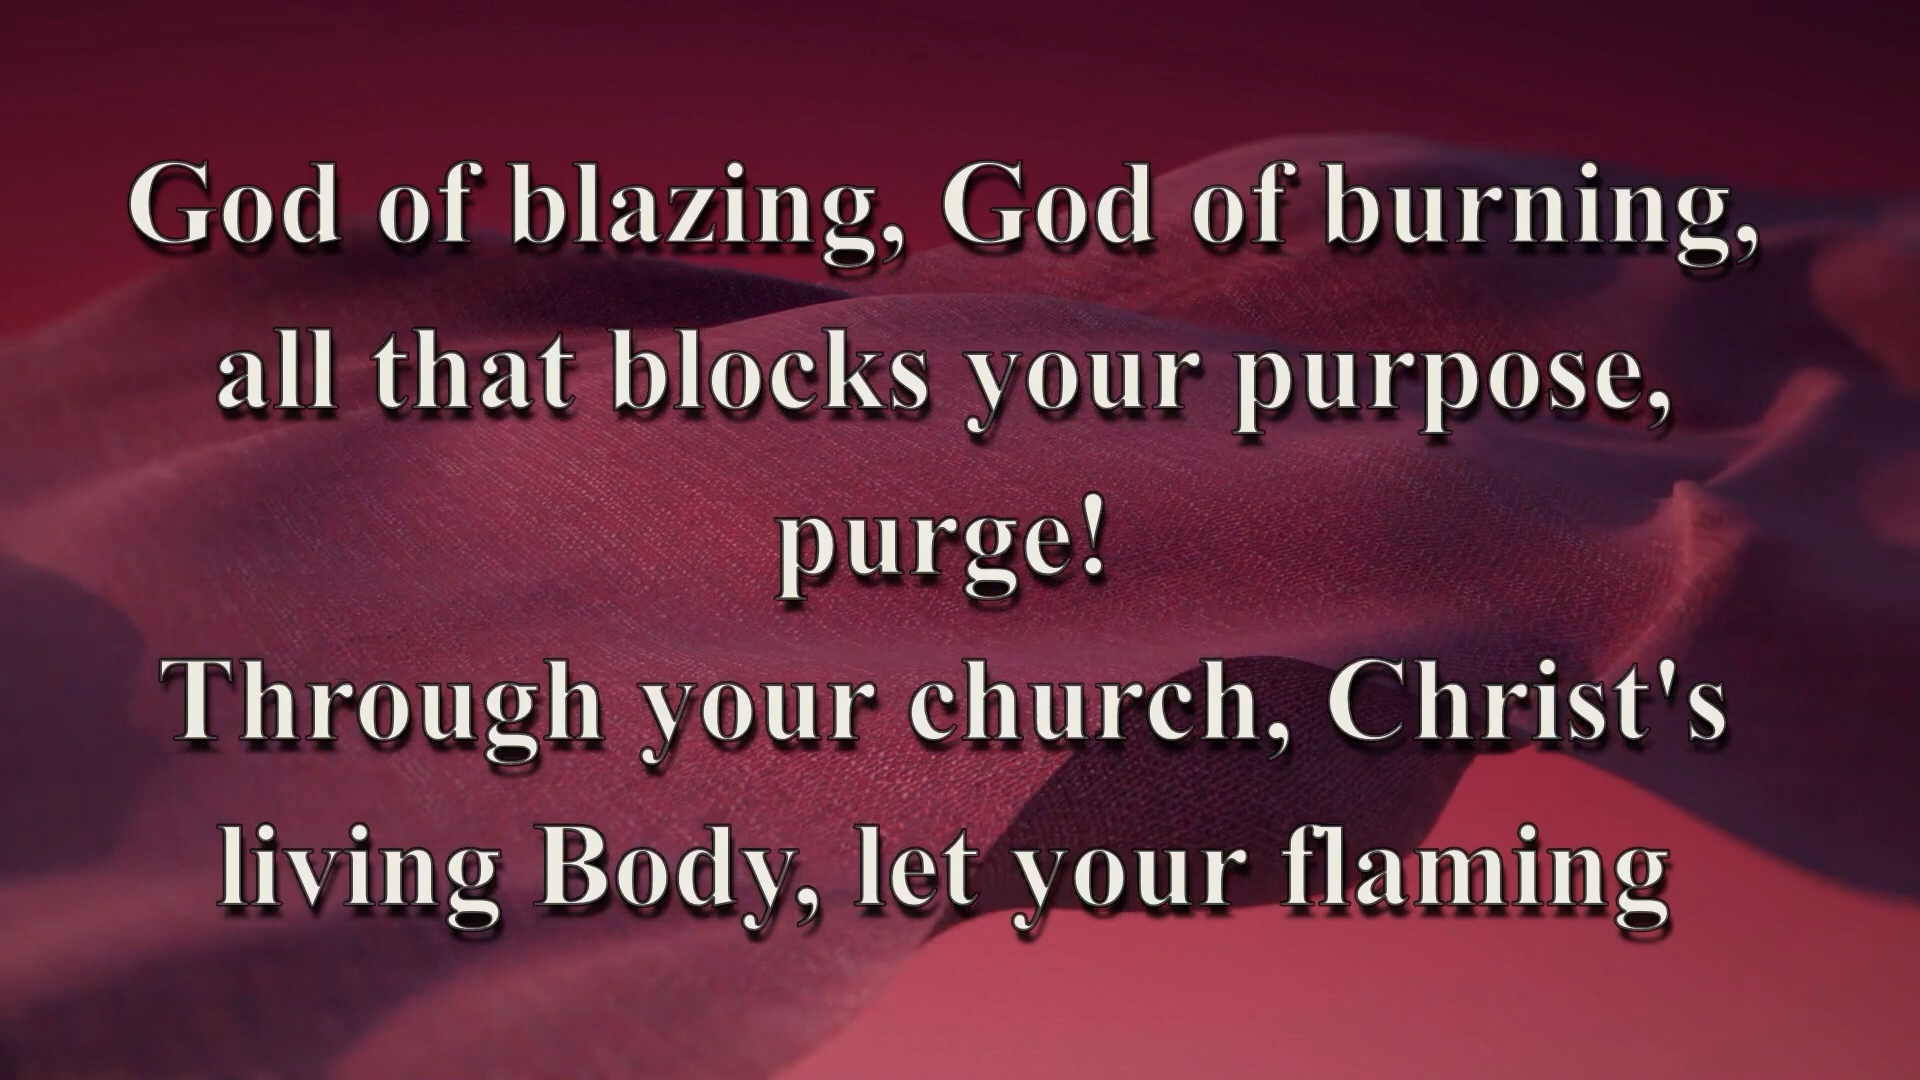 God of blazing, God of burning,
all that blocks your purpose,
purge!
Through your church, Christ's
living Body, let your flaming